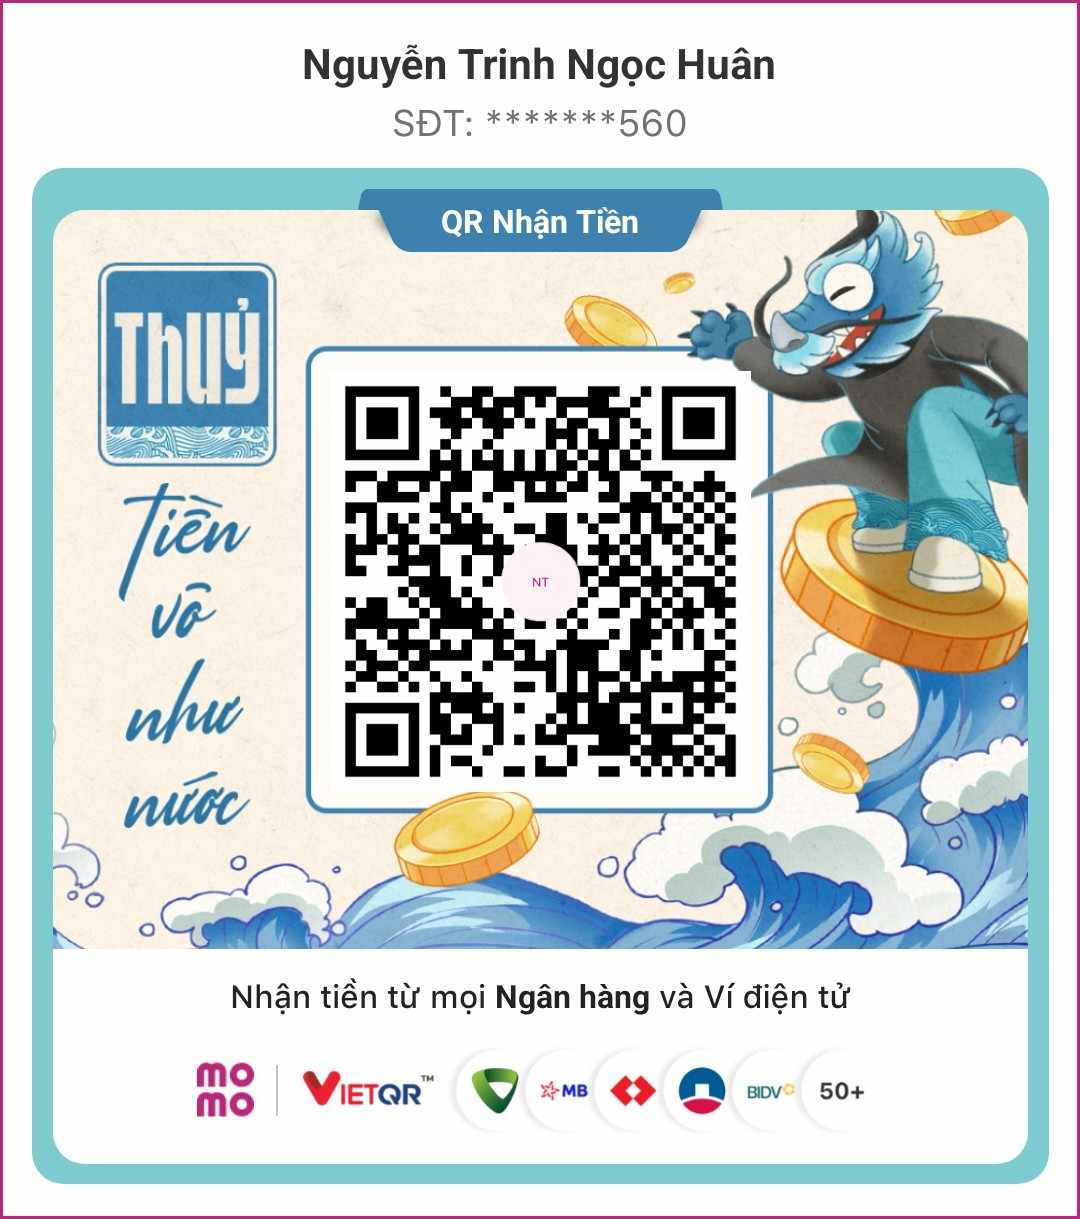 Nguyễn Trinh Ngọc Huân
SĐT: *******560
QR Nhận Tiền
Thuỷ
Tiền
vô
như
nước
NT
Nhận tiền từ mọi Ngân hàng và Ví điện tử
mo
mo
VIETQR™
MB
BIDV
50+